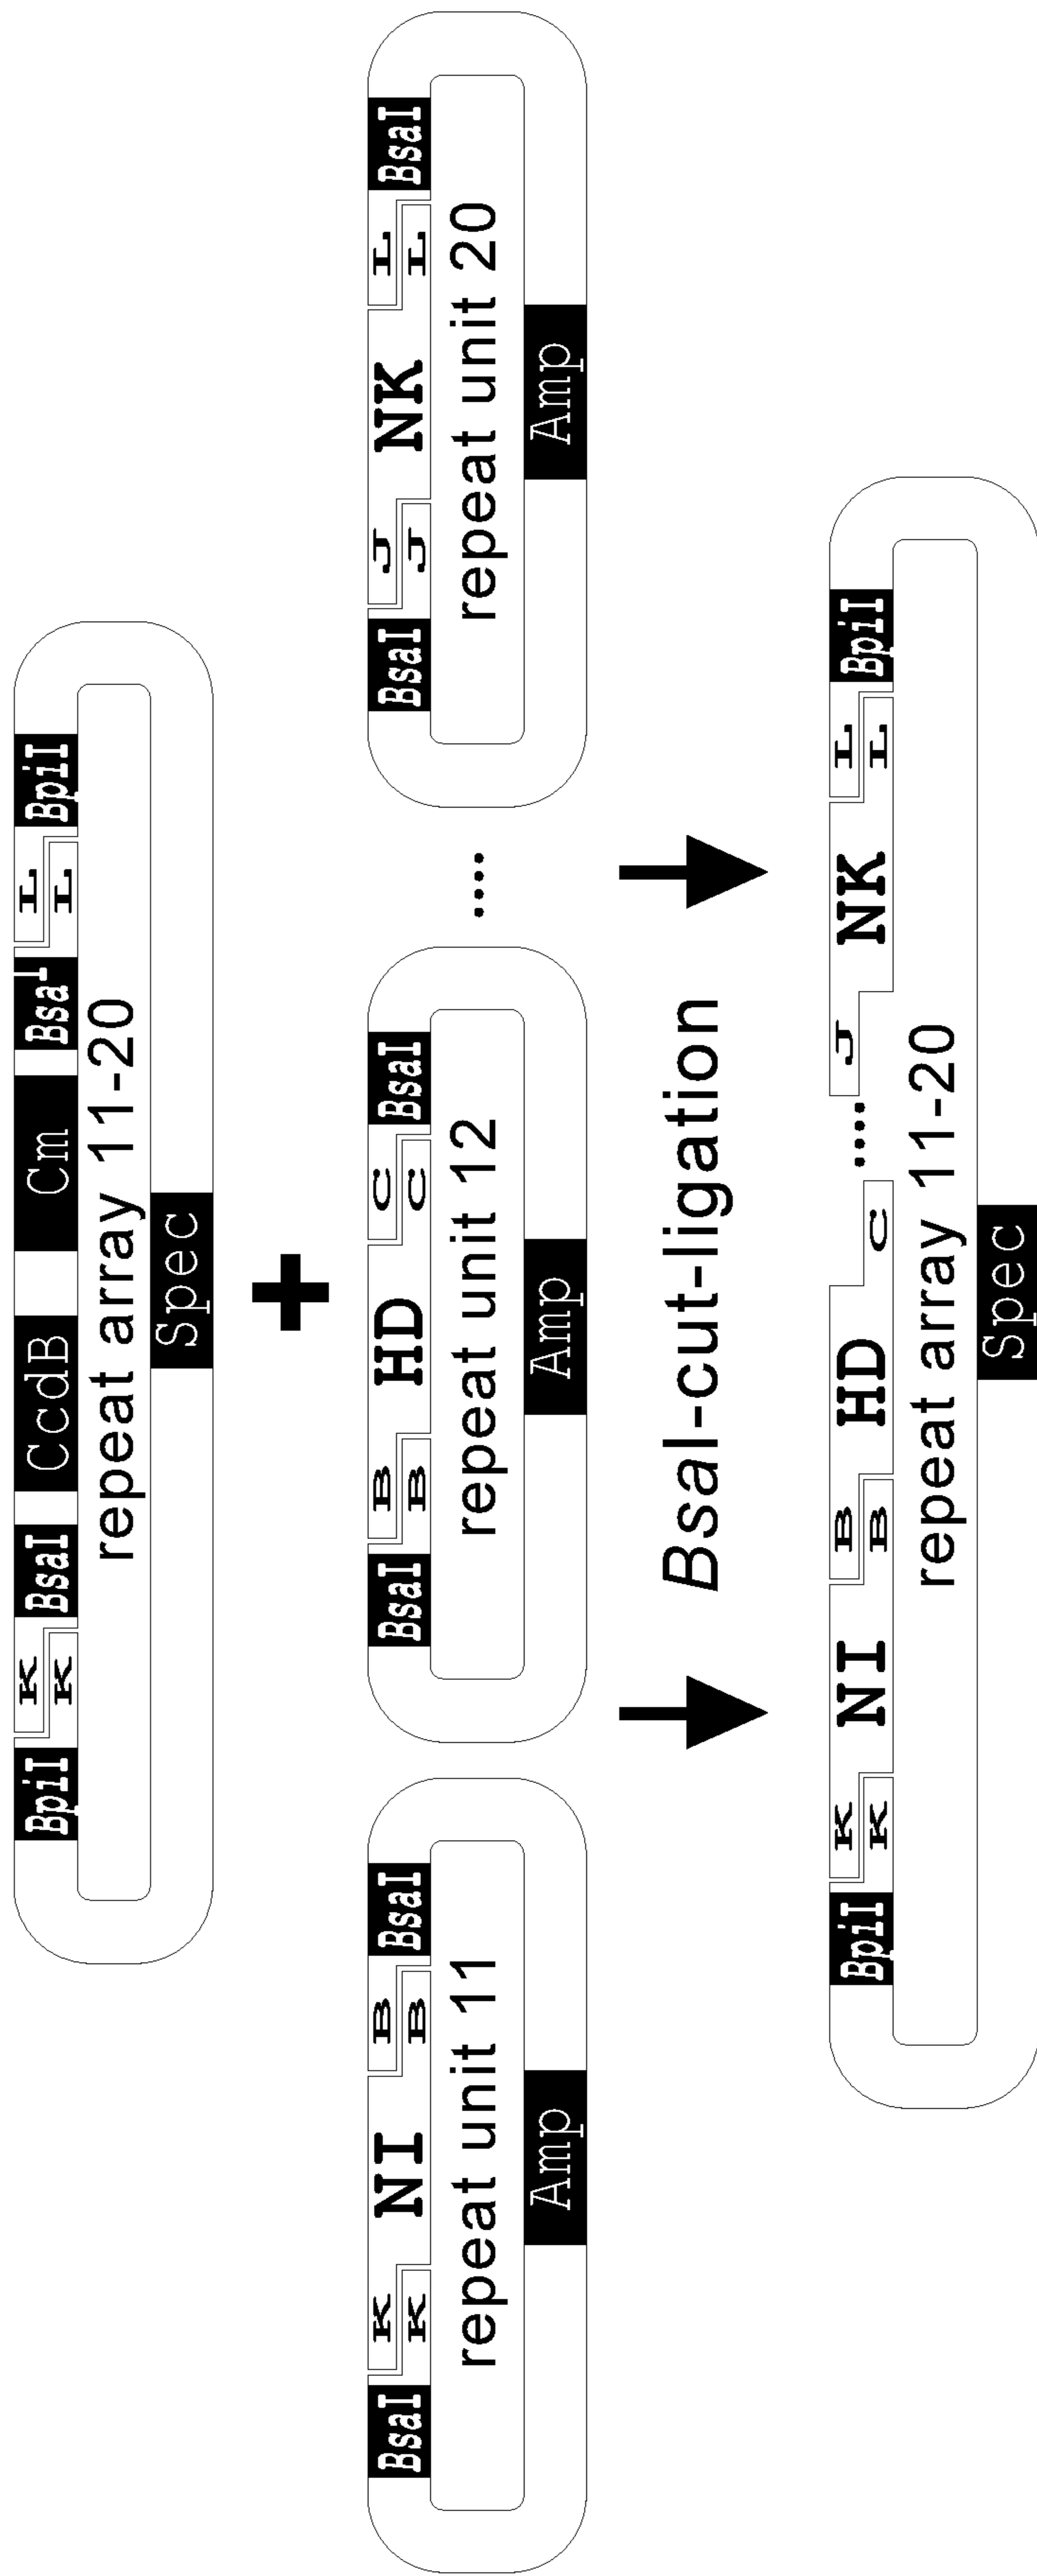 BpiI K K BsaI CcdB Cm BsaI L L BpiI
repeat array 11-20
Spec
+
BsaI K K NI B B BsaI
repeat unit 11
Amp
BsaI B B HD C C BsaI
repeat unit 12
Amp
....
BsaI J J NK L L BsaI
repeat unit 20
Amp
BsaI-cut-ligation
BpiI K K NI B B HD C .... J NK L L BpiI
repeat array 11-20
Spec